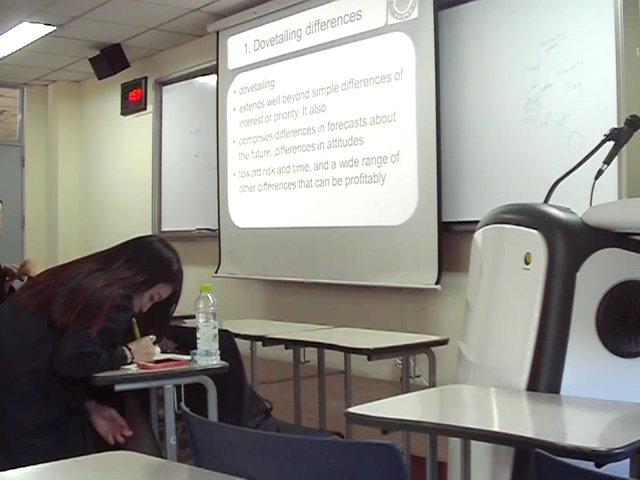 1. Dovetailing differences
• dovetailing
• extends well beyond simple differences of
interest or priority. It also
• comprises differences in forecasts about
the future, differences in attitudes
• toward risk and time, and a wide range of
other differences that can be profitably